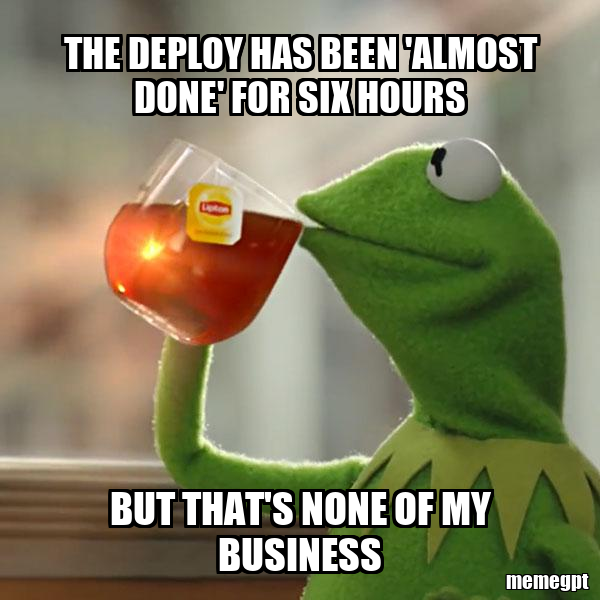 THE DEPLOY HAS BEEN 'ALMOST
DONE' FOR SIX HOURS
Lipton
BUT THAT'S NONE OF MY
BUSINESS
memegpt